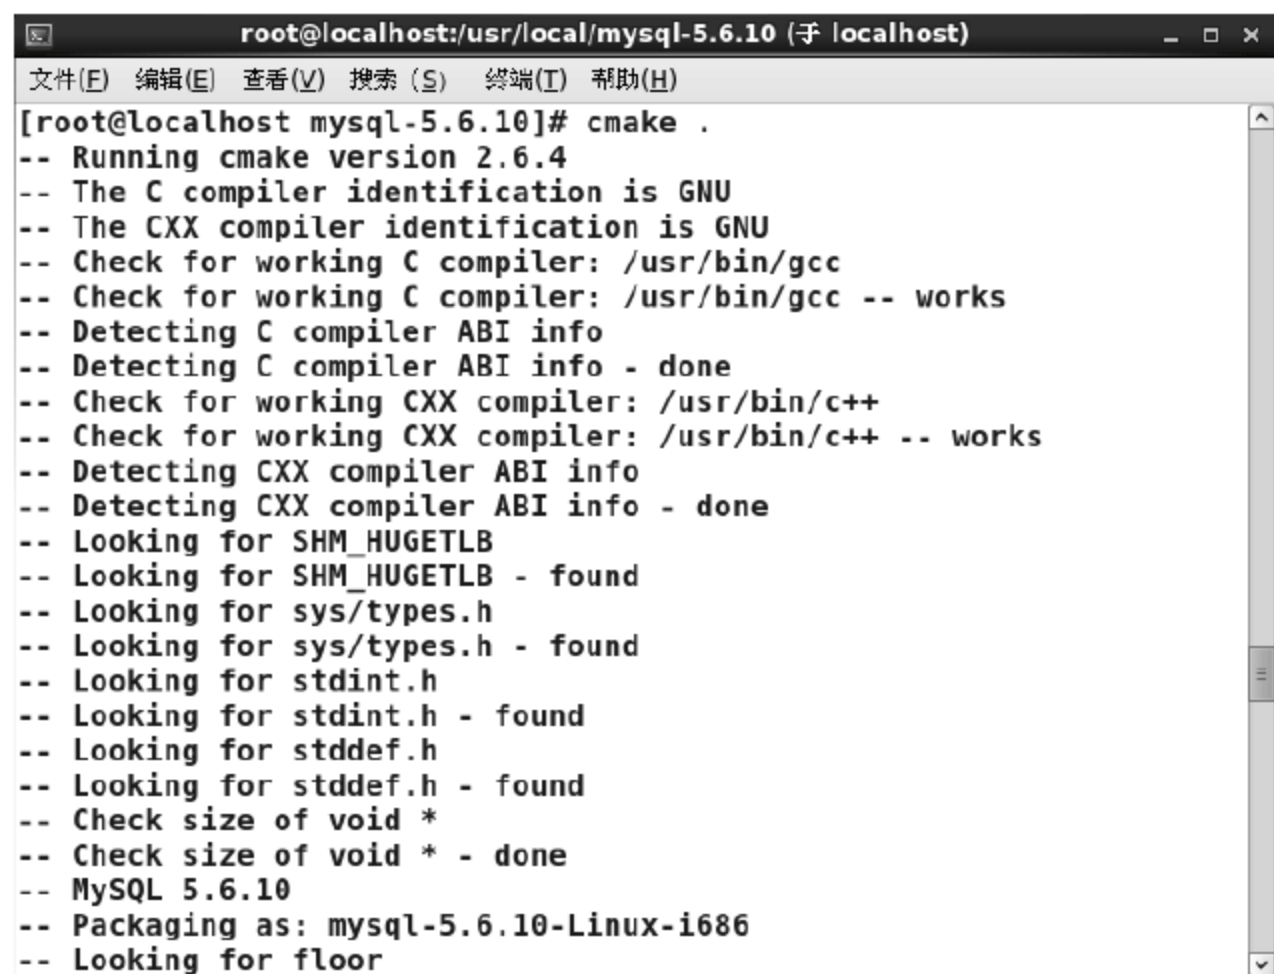 root@localhost:/usr/local/mysql-5.6.10 (于 localhost)
文件(F) 编辑(E) 查看(V) 搜索 (S) 终端(T) 帮助(H)
[root@localhost mysql-5.6.10]# cmake .
-- Running cmake version 2.6.4
-- The C compiler identification is GNU
-- The CXX compiler identification is GNU
-- Check for working C compiler: /usr/bin/gcc
-- Check for working C compiler: /usr/bin/gcc -- works
-- Detecting C compiler ABI info
-- Detecting C compiler ABI info - done
-- Check for working CXX compiler: /usr/bin/c++
-- Check for working CXX compiler: /usr/bin/c++ -- works
-- Detecting CXX compiler ABI info
-- Detecting CXX compiler ABI info - done
-- Looking for SHM_HUGETLB
-- Looking for SHM_HUGETLB - found
-- Looking for sys/types.h
-- Looking for sys/types.h - found
-- Looking for stdint.h
-- Looking for stdint.h - found
-- Looking for stddef.h
-- Looking for stddef.h - found
-- Check size of void *
-- Check size of void * - done
-- MySQL 5.6.10
-- Packaging as: mysql-5.6.10-Linux-i686
-- Looking for floor